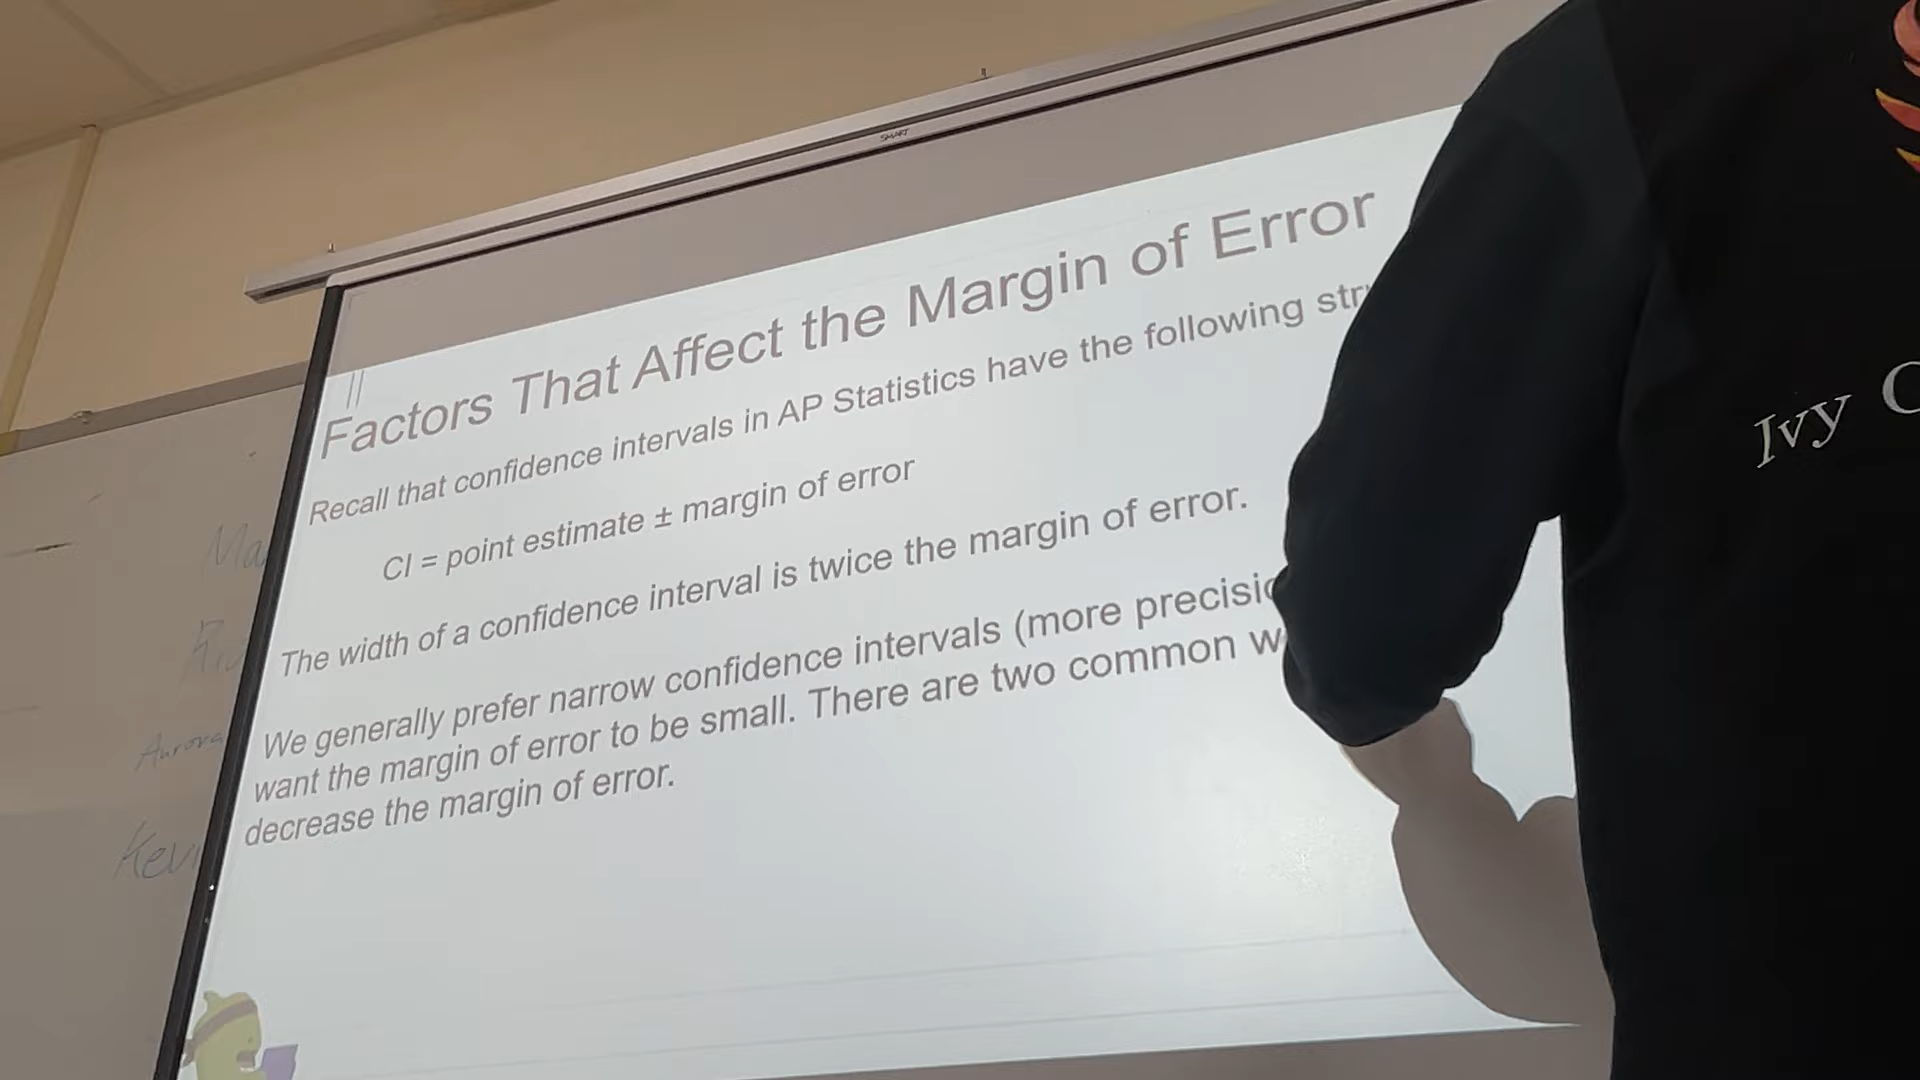 SMART
Factors That Affect the Margin of Error
Recall that confidence intervals in AP Statistics have the following
CI = point estimate ± margin of error
The width of a confidence interval is twice the margin of error.
We generally prefer narrow confidence intervals (more
want the margin of error to be small. There are two common
decrease the margin of error.
Ivy
Aurora